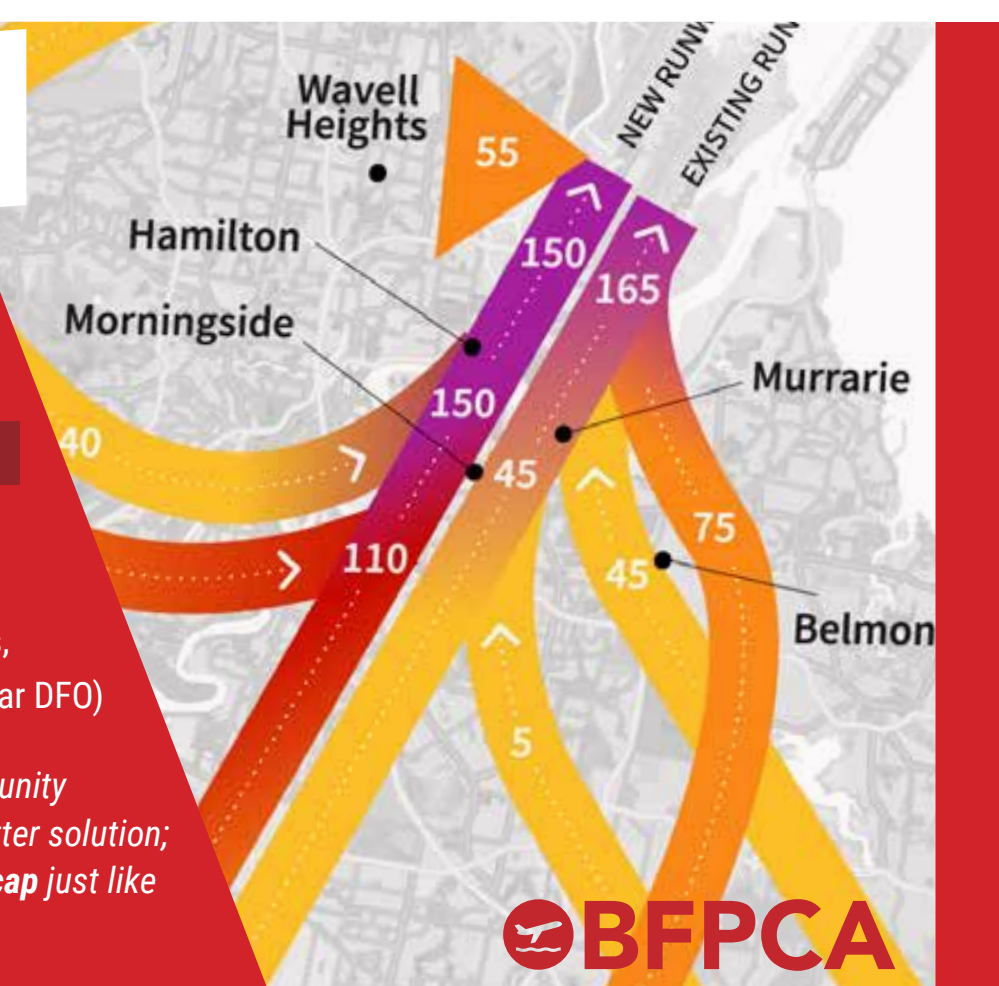 NEW RUNW
EXISTING RUN
Wavell
Heights
55
Hamilton
150
165
Morningside
Murrarie
150
40
45
75
110
45
Belmon
s,
ar DFO)
5
unity
tter solution;
cap just like
BFPCA